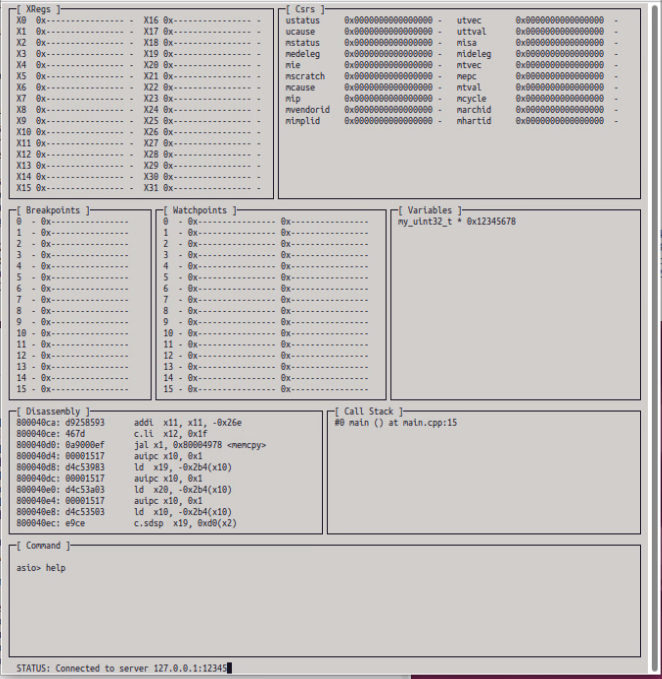 [ XRegs ]
X0 0x---------------- - X16 0x---------------- -
X1 0x---------------- - X17 0x---------------- -
X2 0x---------------- - X18 0x---------------- -
X3 0x---------------- - X19 0x---------------- -
X4 0x---------------- - X20 0x---------------- -
X5 0x---------------- - X21 0x---------------- -
X6 0x---------------- - X22 0x---------------- -
X7 0x---------------- - X23 0x---------------- -
X8 0x---------------- - X24 0x---------------- -
X9 0x---------------- - X25 0x---------------- -
X10 0x---------------- - X26 0x---------------- -
X11 0x---------------- - X27 0x---------------- -
X12 0x---------------- - X28 0x---------------- -
X13 0x---------------- - X29 0x---------------- -
X14 0x---------------- - X30 0x---------------- -
X15 0x---------------- - X31 0x---------------- -
[ Csrs ]
ustatus 0x0000000000000000 - utvec 0x0000000000000000 -
ucause 0x0000000000000000 - uttval 0x0000000000000000 -
mstatus 0x0000000000000000 - misa 0x0000000000000000 -
medeleg 0x0000000000000000 - mideleg 0x0000000000000000 -
mie 0x0000000000000000 - mtvec 0x0000000000000000 -
mscratch 0x0000000000000000 - mepc 0x0000000000000000 -
mcause 0x0000000000000000 - mtval 0x0000000000000000 -
mip 0x0000000000000000 - mcycle 0x0000000000000000 -
mvendorid 0x0000000000000000 - marchid 0x0000000000000000 -
mimplid 0x0000000000000000 - mhartid 0x0000000000000000 -
[ Breakpoints ]
0 - 0x----------------
1 - 0x----------------
2 - 0x----------------
3 - 0x----------------
4 - 0x----------------
5 - 0x----------------
6 - 0x----------------
7 - 0x----------------
8 - 0x----------------
9 - 0x----------------
10 - 0x----------------
11 - 0x----------------
12 - 0x----------------
13 - 0x----------------
14 - 0x----------------
15 - 0x----------------
[ Watchpoints ]
0 - 0x---------------- 0x----------------
1 - 0x---------------- 0x----------------
2 - 0x---------------- 0x----------------
3 - 0x---------------- 0x----------------
4 - 0x---------------- 0x----------------
5 - 0x---------------- 0x----------------
6 - 0x---------------- 0x----------------
7 - 0x---------------- 0x----------------
8 - 0x---------------- 0x----------------
9 - 0x---------------- 0x----------------
10 - 0x---------------- 0x----------------
11 - 0x---------------- 0x----------------
12 - 0x---------------- 0x----------------
13 - 0x---------------- 0x----------------
14 - 0x---------------- 0x----------------
15 - 0x---------------- 0x----------------
[ Variables ]
my_uint32_t * 0x12345678
[ Disassembly ]
800040ca: d9258593 addi x11, x11, -0x26e
800040ce: 467d c.li x12, 0x1f
800040d0: 0a9000ef jal x1, 0x80004978 <memcpy>
800040d4: 00001517 auipc x10, 0x1
800040d8: d4c53983 ld x19, -0x2b4(x10)
800040dc: 00001517 auipc x10, 0x1
800040e0: d4c53a03 ld x20, -0x2b4(x10)
800040e4: 00001517 auipc x10, 0x1
800040e8: d4c53503 ld x10, -0x2b4(x10)
800040ec: e9ce c.sdsp x19, 0xd0(x2)
[ Call Stack ]
#0 main () at main.cpp:15
[ Command ]
asio> help
STATUS: Connected to server 127.0.0.1:12345